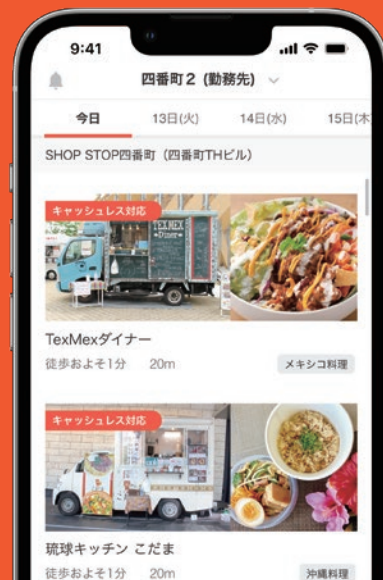 9:41
四番町2 (勤務先)
今日 13日(火) 14日(水) 15日(木
SHOP STOP四番町 (四番町THビル)
キャッシュレス対応
TEXMEX
Diner
TexMexダイナー
徒歩およそ1分 20m メキシコ料理
キャッシュレス対応
琉球キッチン こだま
徒歩およそ1分 20m 沖縄料理